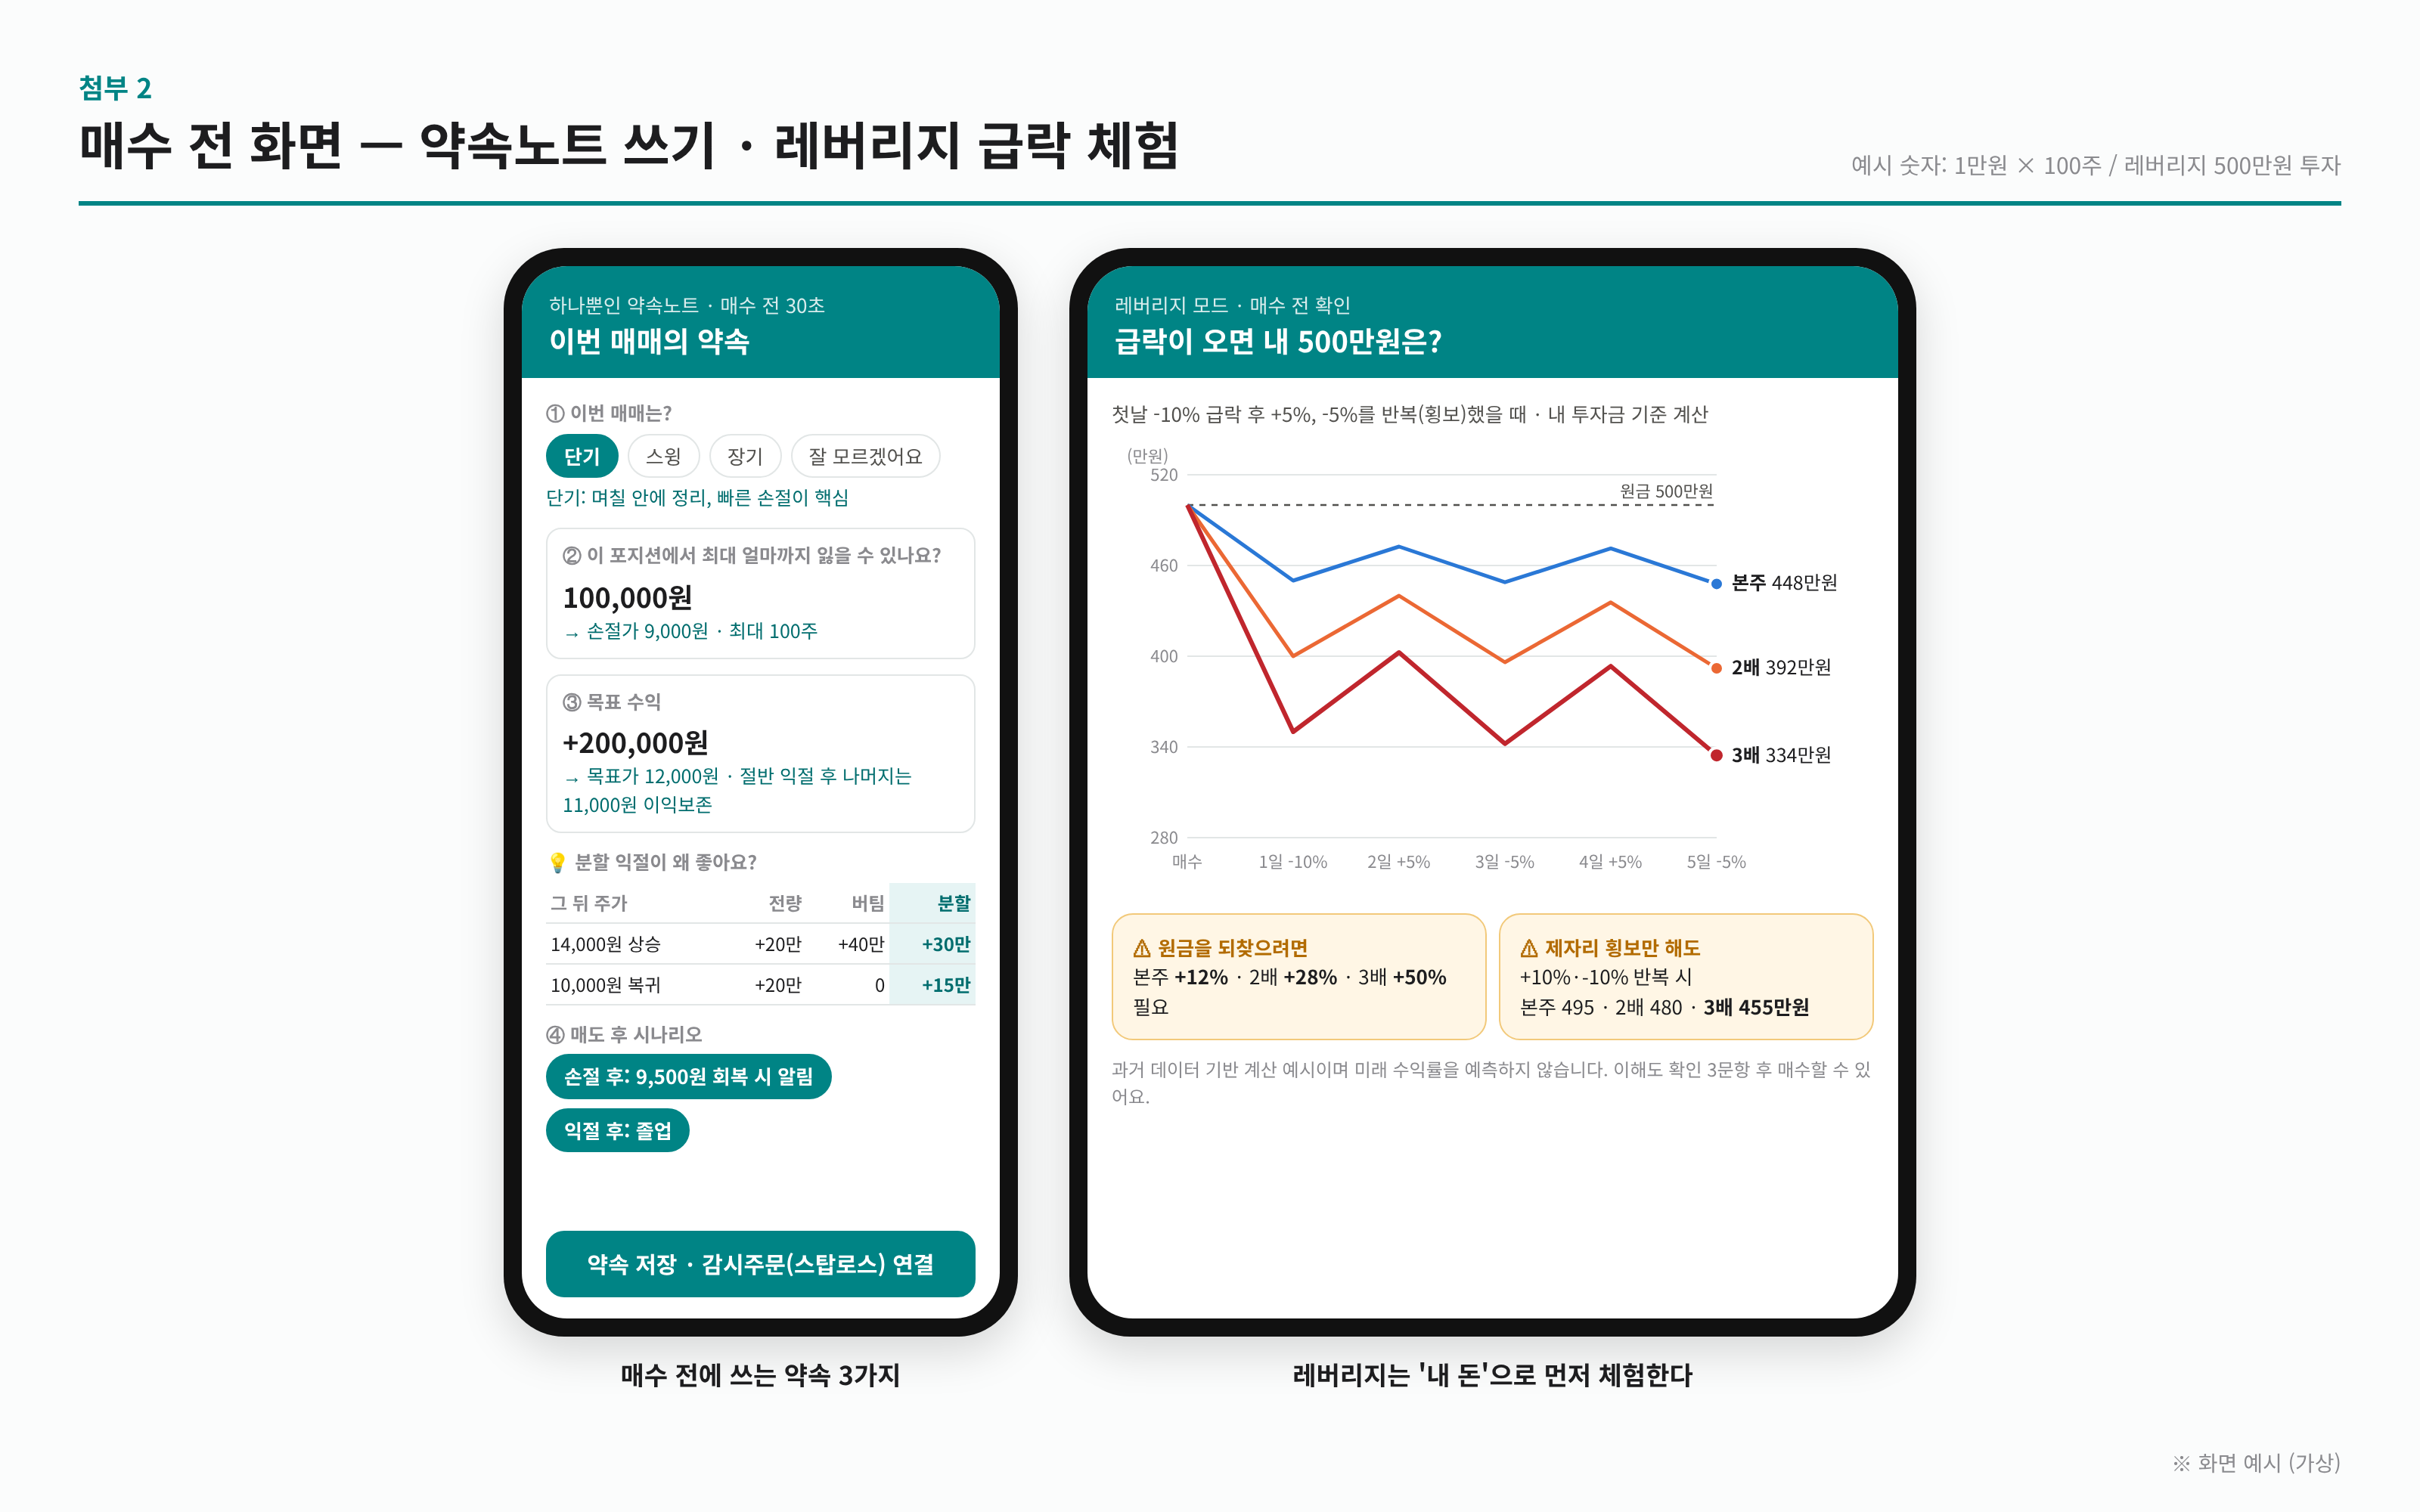 첨부 2
매수 전 화면 — 약속노트 쓰기 · 레버리지 급락 체험
예시 숫자: 1만원 × 100주 / 레버리지 500만원 투자
하나뿐인 약속노트 · 매수 전 30초
이번 매매의 약속
① 이번 매매는?
단기 스윙 장기 잘 모르겠어요
단기: 며칠 안에 정리, 빠른 손절이 핵심
② 이 포지션에서 최대 얼마까지 잃을 수 있나요?
100,000원
→ 손절가 9,000원 · 최대 100주
③ 목표 수익
+200,000원
→ 목표가 12,000원 · 절반 익절 후 나머지는
11,000원 이익보존
💡 분할 익절이 왜 좋아요?
그 뒤 주가 전량 버팀 분할
14,000원 상승 +20만 +40만 +30만
10,000원 복귀 +20만 0 +15만
④ 매도 후 시나리오
손절 후: 9,500원 회복 시 알림
익절 후: 졸업
약속 저장 · 감시주문(스탑로스) 연결
매수 전에 쓰는 약속 3가지
레버리지 모드 · 매수 전 확인
급락이 오면 내 500만원은?
첫날 -10% 급락 후 +5%, -5%를 반복(횡보)했을 때 · 내 투자금 기준 계산
(만원)
520
원금 500만원
460
본주 448만원
400
2배 392만원
340
3배 334만원
280
매수 1일 -10% 2일 +5% 3일 -5% 4일 +5% 5일 -5%
⚠ 원금을 되찾으려면
본주 +12% · 2배 +28% · 3배 +50%
필요
⚠ 제자리 횡보만 해도
+10%·-10% 반복 시
본주 495 · 2배 480 · 3배 455만원
과거 데이터 기반 계산 예시이며 미래 수익률을 예측하지 않습니다. 이해도 확인 3문항 후 매수할 수 있
어요.
레버리지는 '내 돈'으로 먼저 체험한다
※ 화면 예시 (가상)